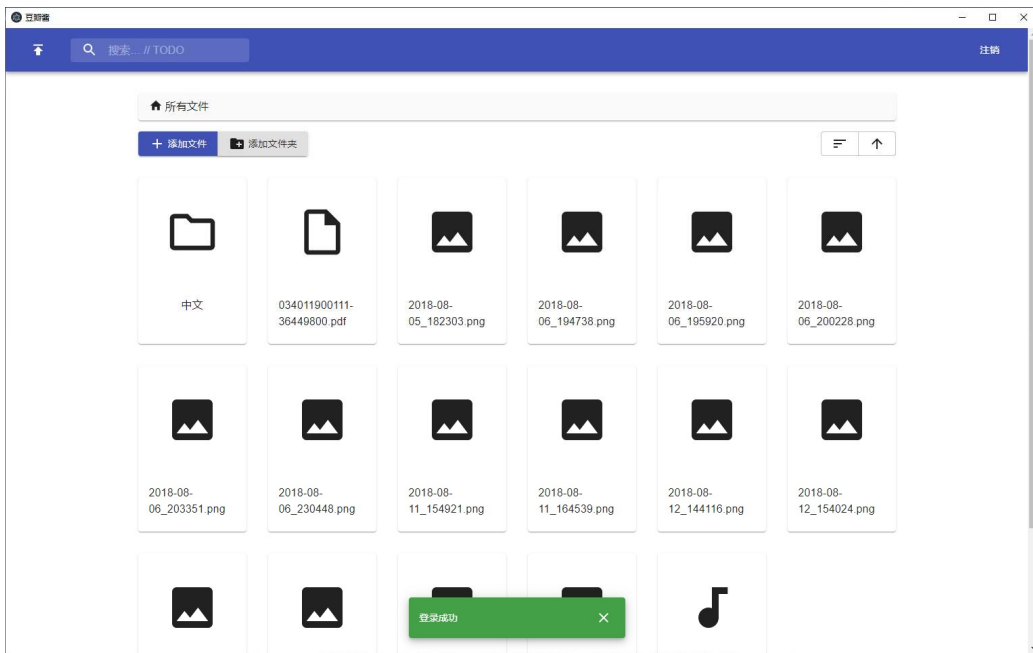 豆瓣酱
搜索... // TODO
注销
所有文件
添加文件
添加文件夹
中文
034011900111-
36449800.pdf
2018-08-
05_182303.png
2018-08-
06_194738.png
2018-08-
06_195920.png
2018-08-
06_200228.png
2018-08-
06_203351.png
2018-08-
06_230448.png
2018-08-
11_154921.png
2018-08-
11_164539.png
2018-08-
12_144116.png
2018-08-
12_154024.png
登录成功